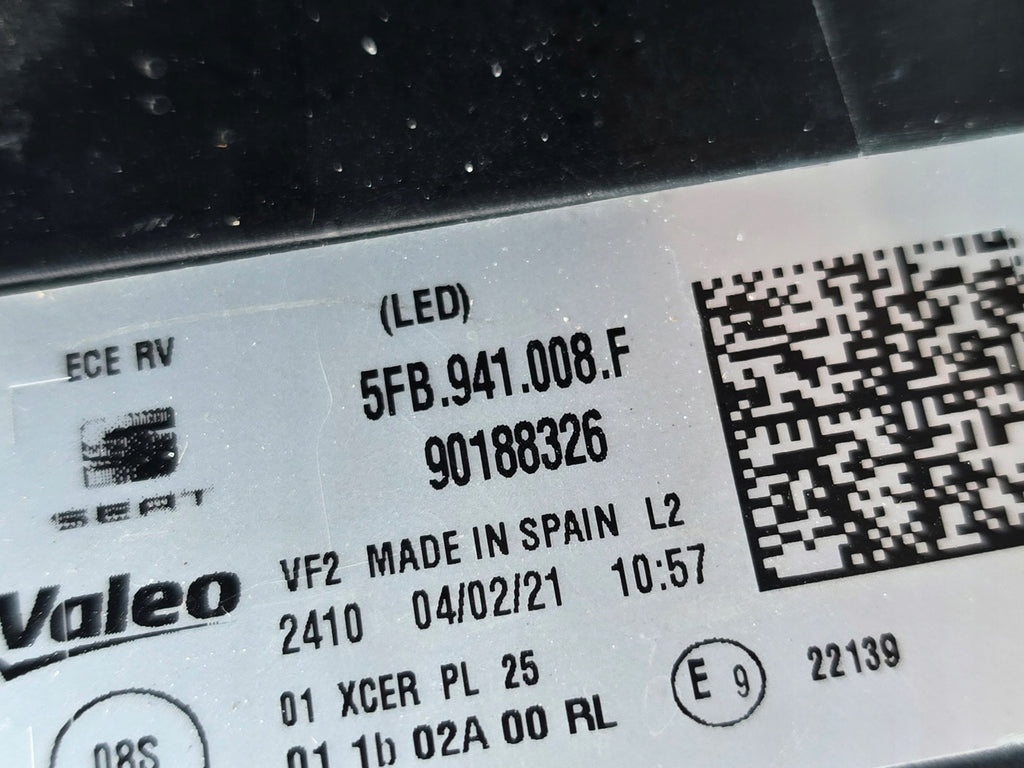 (LED)
ECE RV
5FB.941.008.F
90188326
SEAT
Valeo
VF2 MADE IN SPAIN L2
2410 04/02/21 10:57
01 XCER PL 25
E 9 22139
01 1b 02A 00 RL
08S